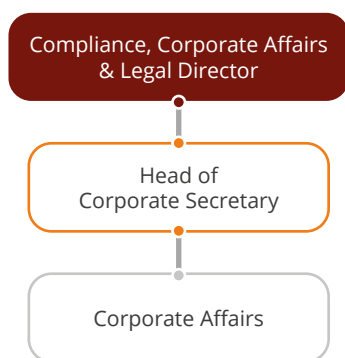 Compliance, Corporate Affairs
& Legal Director
Head of
Corporate Secretary
Corporate Affairs